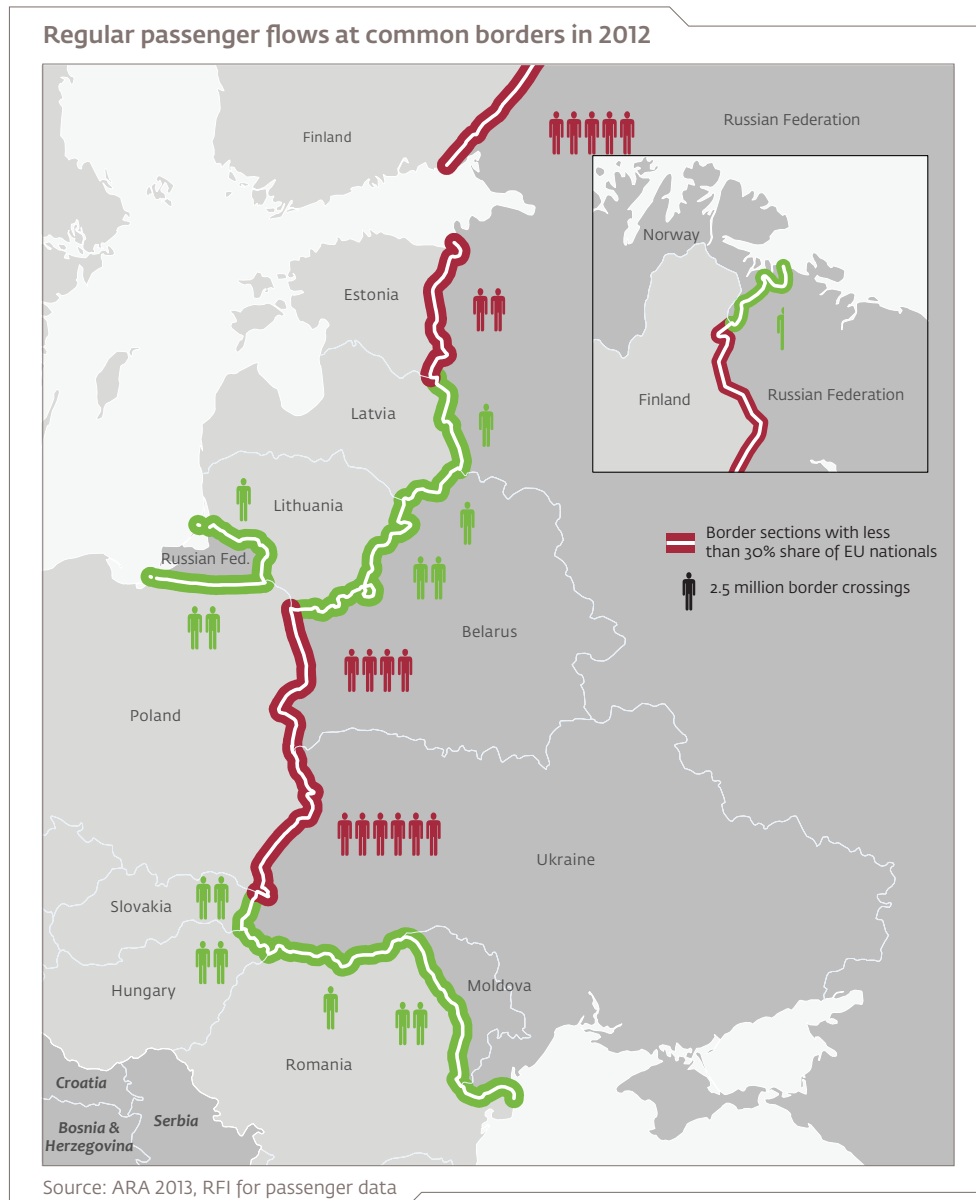 Regular passenger flows at common borders in 2012
Finland
Russian Federation
Norway
Estonia
Finland
Russian Federation
Latvia
Lithuania
Russian Fed.
Border sections with less
than 30% share of EU nationals
2.5 million border crossings
Belarus
Poland
Ukraine
Slovakia
Hungary
Moldova
Romania
Croatia
Serbia
Bosnia &
Herzegovina
Source: ARA 2013, RFI for passenger data